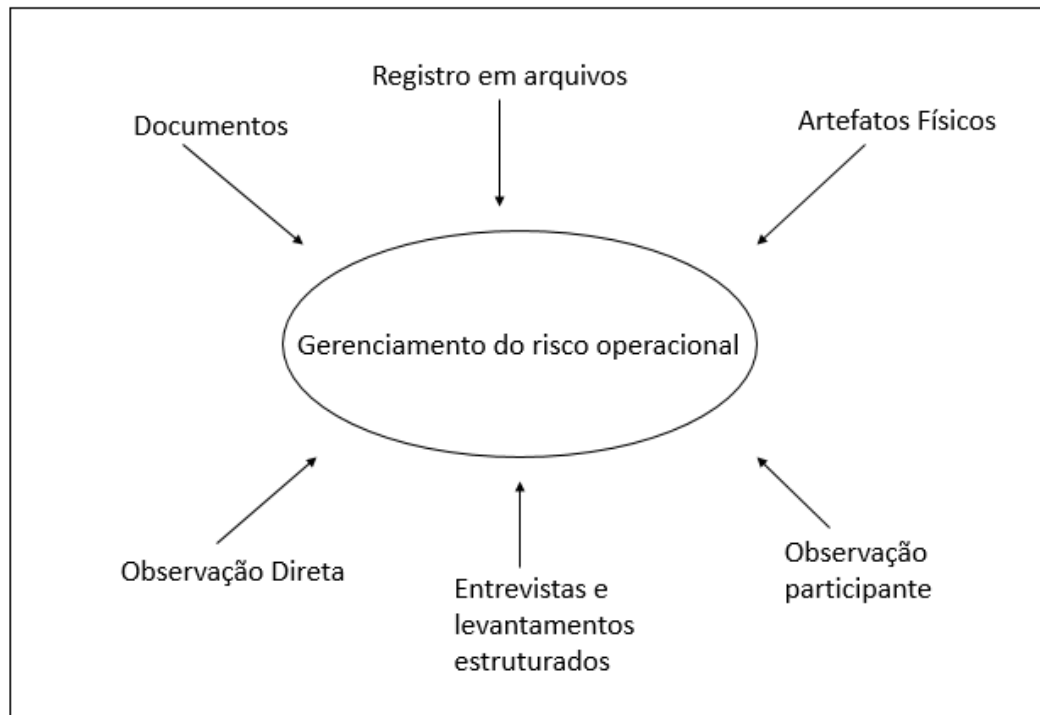 Registro em arquivos
Documentos
Artefatos Físicos
Gerenciamento do risco operacional
Observação Direta
Entrevistas e
levantamentos
estruturados
Observação
participante